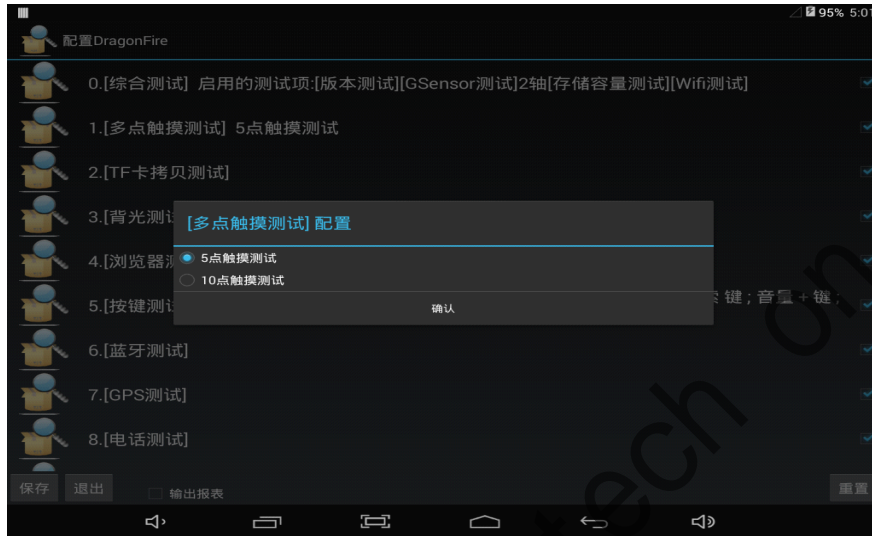 95% 5:01
配置DragonFire
0.[综合测试] 启用的测试项:[版本测试][GSensor测试]2轴[存储容量测试][Wifi测试]
1.[多点触摸测试] 5点触摸测试
2.[TF卡拷贝测试]
3.[背光测试
[多点触摸测试] 配置
4.[浏览器测
5点触摸测试
10点触摸测试
5.[按键测试
键 ; 音量 + 键 ;
确认
6.[蓝牙测试]
7.[GPS测试]
8.[电话测试]
保存 退出 输出报表 重置
tech on